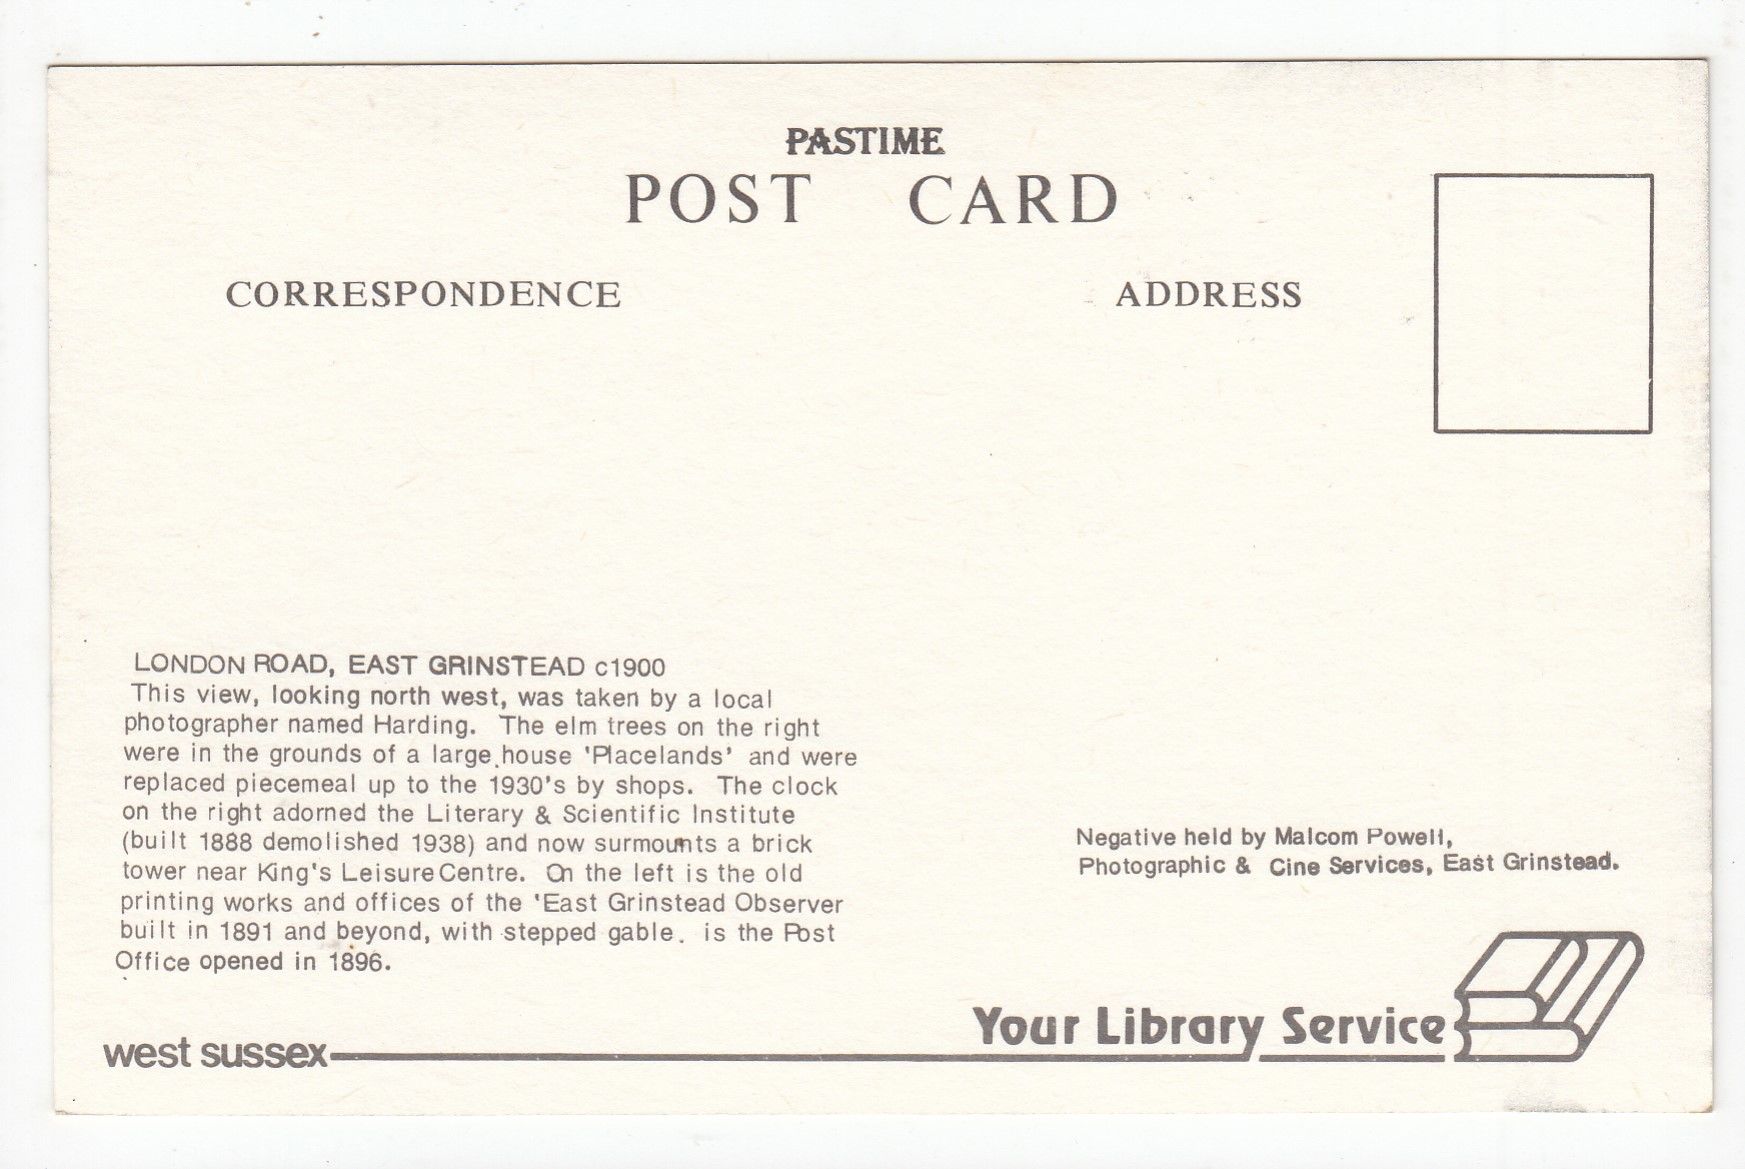 PASTIME
POST CARD
CORRESPONDENCE
ADDRESS
LONDON ROAD, EAST GRINSTEAD c1900
This view, looking north west, was taken by a local
photographer named Harding. The elm trees on the right
were in the grounds of a large house 'Placelands' and were
replaced piecemeal up to the 1930's by shops. The clock
on the right adorned the Literary & Scientific Institute
(built 1888 demolished 1938) and now surmounts a brick
tower near King's Leisure Centre. On the left is the old
printing works and offices of the 'East Grinstead Observer
built in 1891 and beyond, with stepped gable. is the Post
Office opened in 1896.
Negative held by Malcom Powell,
Photographic & Cine Services, East Grinstead.
Your Library Service
west sussex